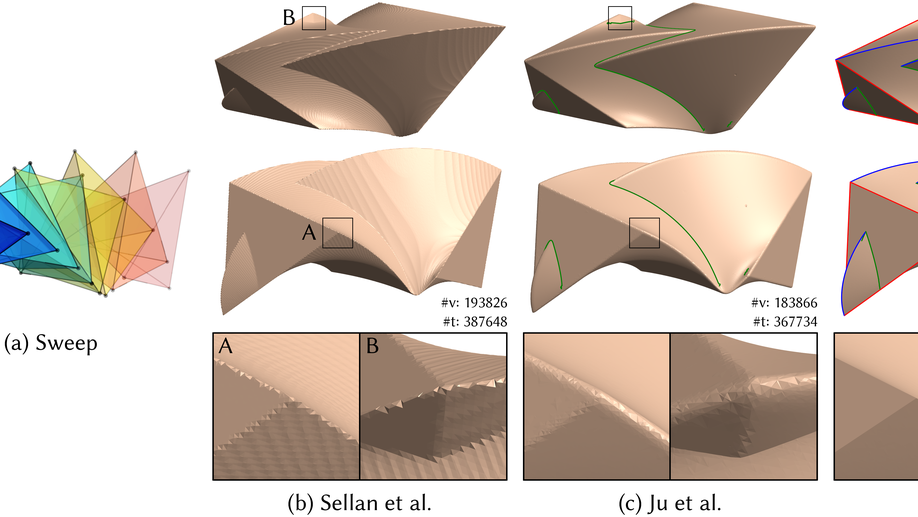 B
A
#v: 193826
#t: 387648
#v: 183866
#t: 367734
A
B
(a) Sweep
(b) Sellan et al.
(c) Ju et al.